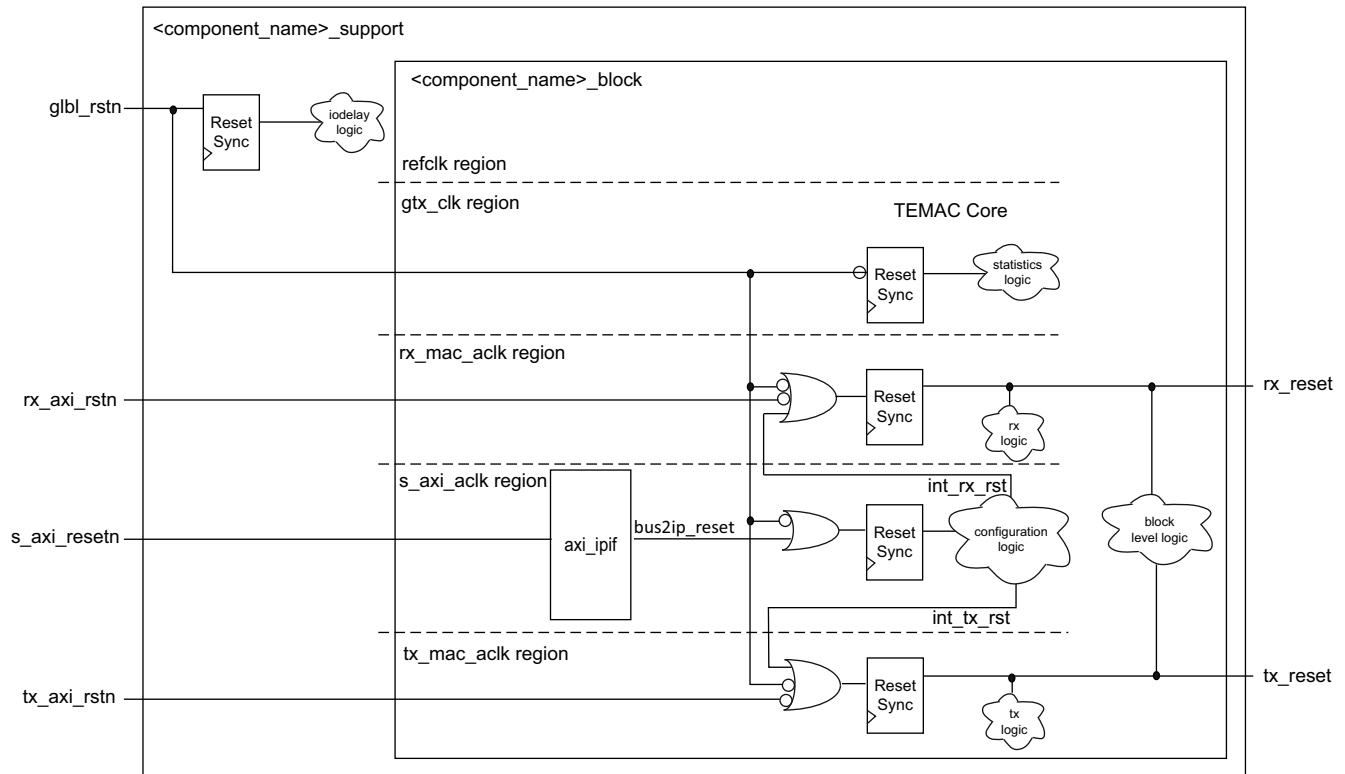 <component_name>_support
<component_name>_block
glbl_rstn
Reset
Sync
iodelay
logic
refclk region
gtx_clk region
TEMAC Core
Reset
Sync
statistics
logic
rx_mac_aclk region
rx_axi_rstn
Reset
Sync
rx
logic
rx_reset
s_axi_aclk region
int_rx_rst
s_axi_resetn
axi_ipif
bus2ip_reset
Reset
Sync
configuration
logic
block
level logic
int_tx_rst
tx_mac_aclk region
tx_axi_rstn
Reset
Sync
tx
logic
tx_reset